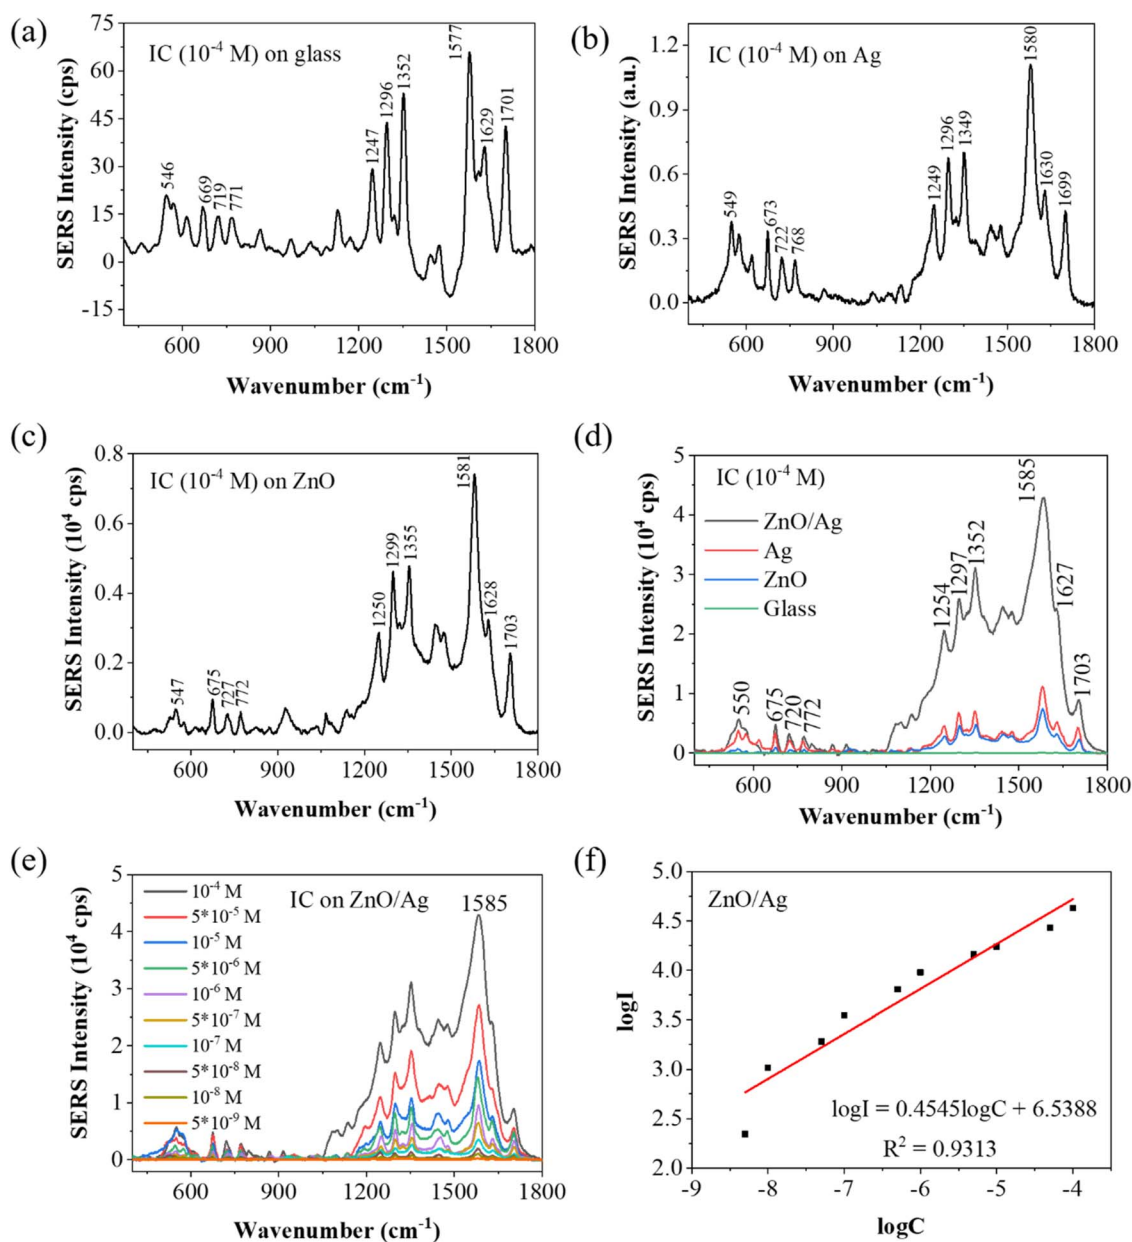 (a)
IC (10⁻⁴ M) on glass
SERS Intensity (cps)
75
60
45
30
15
0
-15
546
669
719
771
1247
1296
1352
1577
1629
1701
600 900 1200 1500 1800
Wavenumber (cm⁻¹)
(b)
IC (10⁻⁴ M) on Ag
SERS Intensity (a.u.)
1.2
0.9
0.6
0.3
0.0
549
673
722
768
1249
1296
1349
1580
1630
1699
600 900 1200 1500 1800
Wavenumber (cm⁻¹)
(c)
IC (10⁻⁴ M) on ZnO
SERS Intensity (10⁴ cps)
0.8
0.6
0.4
0.2
0.0
547
675
727
772
1250
1299
1355
1581
1628
1703
600 900 1200 1500 1800
Wavenumber (cm⁻¹)
(d)
IC (10⁻⁴ M)
ZnO/Ag
Ag
ZnO
Glass
SERS Intensity (10⁴ cps)
5
4
3
2
1
0
550
675
720
772
1254
1297
1352
1585
1627
1703
600 900 1200 1500 1800
Wavenumber (cm⁻¹)
(e)
IC on ZnO/Ag
1585
10⁻⁴ M
5*10⁻⁵ M
10⁻⁵ M
5*10⁻⁶ M
10⁻⁶ M
5*10⁻⁷ M
10⁻⁷ M
5*10⁻⁸ M
10⁻⁸ M
5*10⁻⁹ M
SERS Intensity (10⁴ cps)
5
4
3
2
1
0
600 900 1200 1500 1800
Wavenumber (cm⁻¹)
(f)
ZnO/Ag
logI
5.0
4.5
4.0
3.5
3.0
2.5
2.0
logI = 0.4545logC + 6.5388
R² = 0.9313
-9 -8 -7 -6 -5 -4
logC